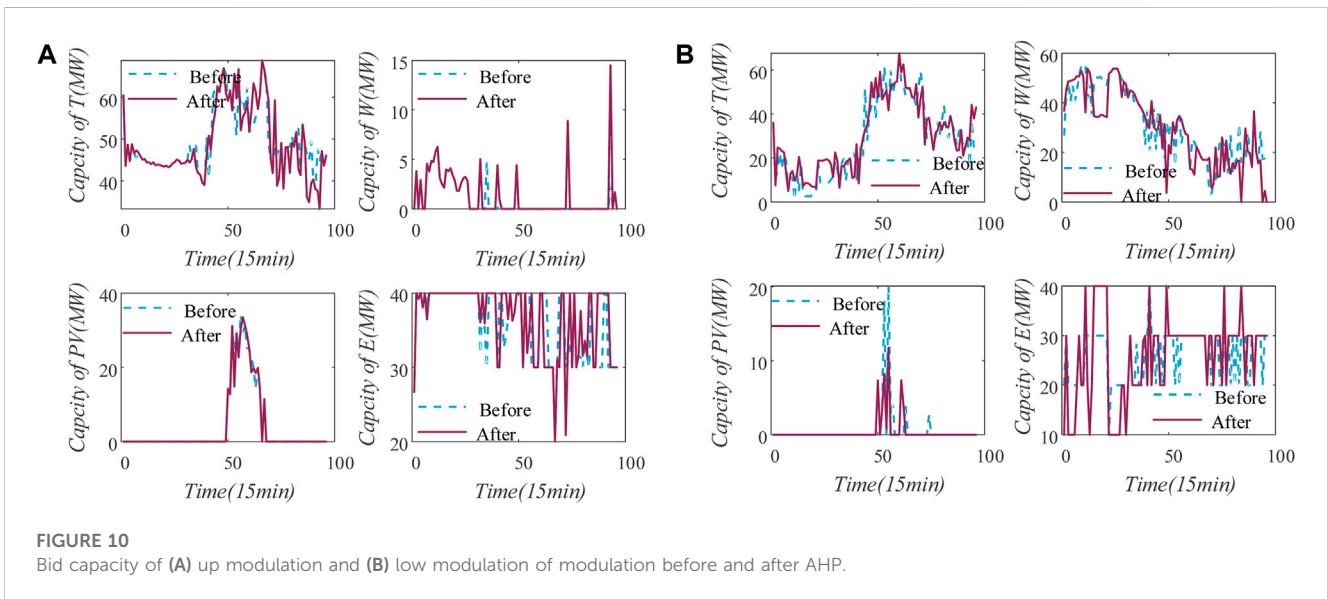 A
Capcity of T(MW)
60
50
40
Before
After
0
50
100
Time(15min)
Capcity of W(MW)
15
10
5
0
Before
After
0
50
100
Time(15min)
Capcity of PV(MW)
40
20
0
Before
After
0
50
100
Time(15min)
Capcity of E(MW)
40
30
20
Before
After
0
50
100
Time(15min)
B
Capcity of T(MW)
60
40
20
0
Before
After
0
50
100
Time(15min)
Capcity of W(MW)
60
40
20
0
Before
After
0
50
100
Time(15min)
Capcity of PV(MW)
20
10
0
Before
After
0
50
100
Time(15min)
Capcity of E(MW)
40
30
20
10
Before
After
0
50
100
Time(15min)
FIGURE 10
Bid capacity of (A) up modulation and (B) low modulation of modulation before and after AHP.